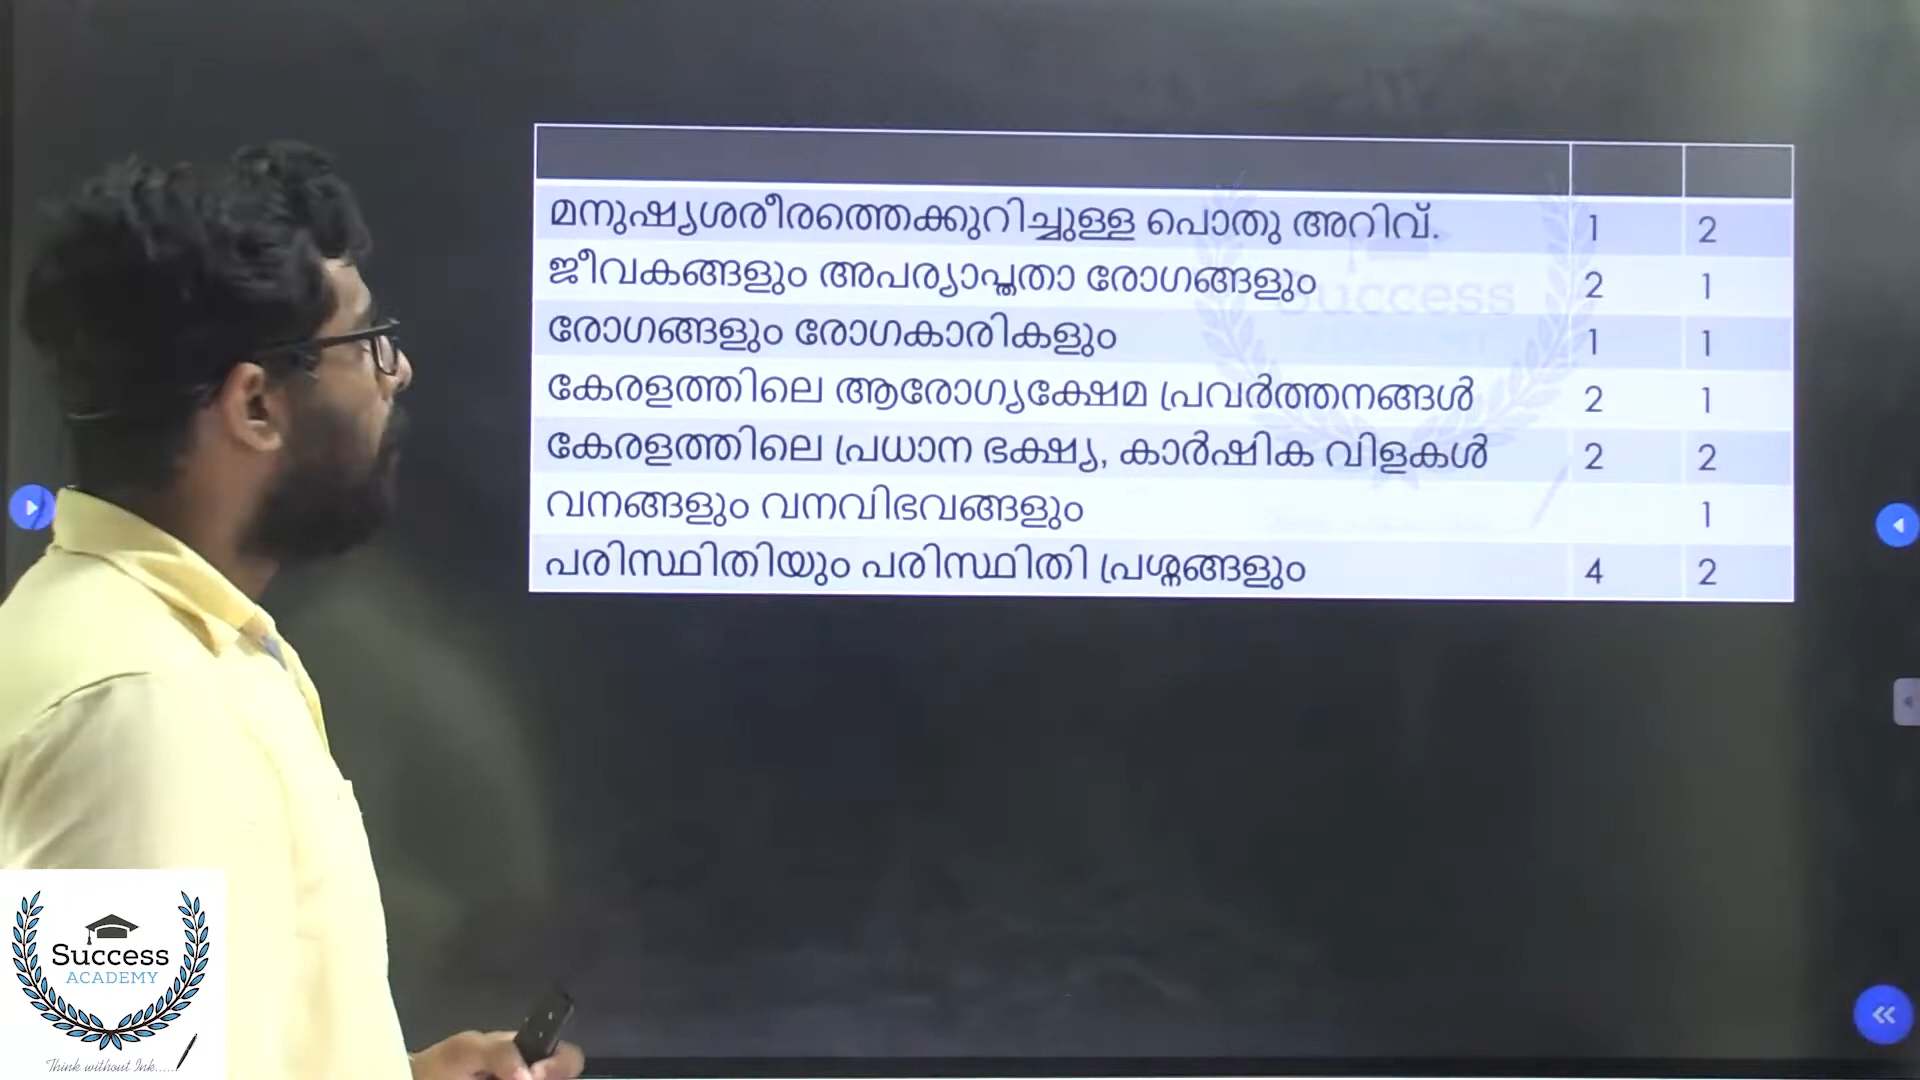 മനുഷ്യശരീരത്തെക്കുറിച്ചുള്ള പൊതു അറിവ്. 1 2
ജീവകങ്ങളും അപര്യാപ്തതാ രോഗങ്ങളും 2 1
രോഗങ്ങളും രോഗകാരികളും 1 1
കേരളത്തിലെ ആരോഗ്യക്ഷേമ പ്രവർത്തനങ്ങൾ 2 1
കേരളത്തിലെ പ്രധാന ഭക്ഷ്യ, കാർഷിക വിളകൾ 2 2
വനങ്ങളും വനവിഭവങ്ങളും 1
പരിസ്ഥിതിയും പരിസ്ഥിതി പ്രശ്നങ്ങളും 4 2
Success
Success
ACADEMY
Think without Ink......